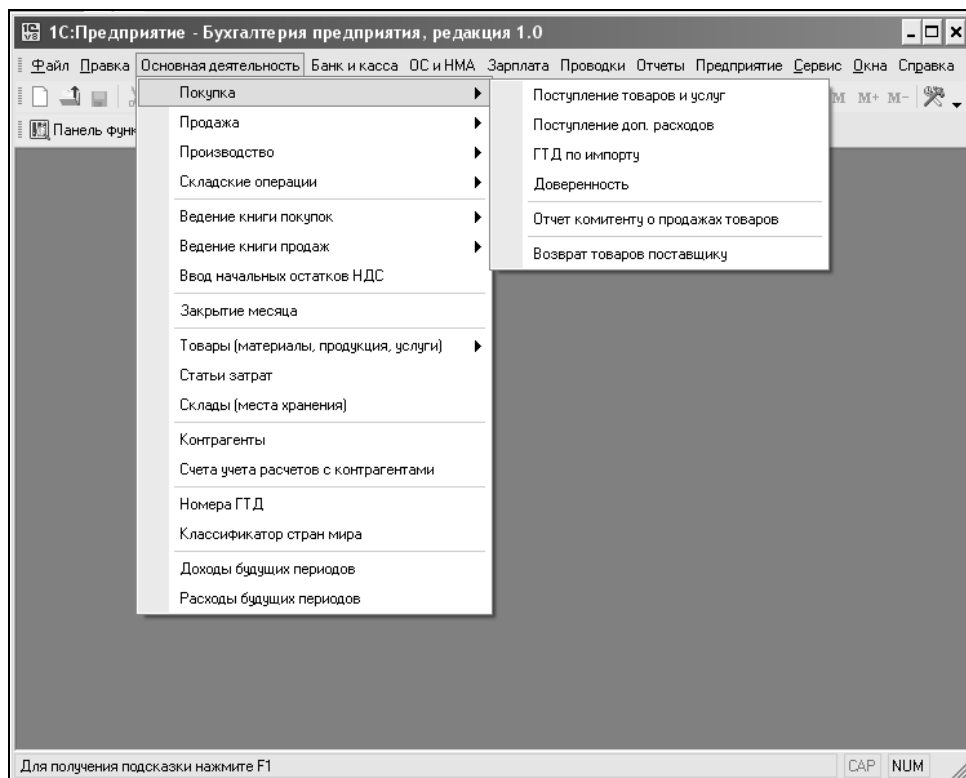 1С:Предприятие - Бухгалтерия предприятия, редакция 1.0
Файл Правка Основная деятельность Банк и касса ОС и НМА Зарплата Проводки Отчеты Предприятие Сервис Окна Справка
M M+ M-
Панель
Покупка
Продажа
Производство
Складские операции
Ведение книги покупок
Ведение книги продаж
Ввод начальных остатков НДС
Закрытие месяца
Товары (материалы, продукция, услуги)
Статьи затрат
Склады (места хранения)
Контрагенты
Счета учета расчетов с контрагентами
Номера ГТД
Классификатор стран мира
Доходы будущих периодов
Расходы будущих периодов
Поступление товаров и услуг
Поступление доп. расходов
ГТД по импорту
Доверенность
Отчет комитенту о продажах товаров
Возврат товаров поставщику
Для получения подсказки нажмите F1
CAP NUM